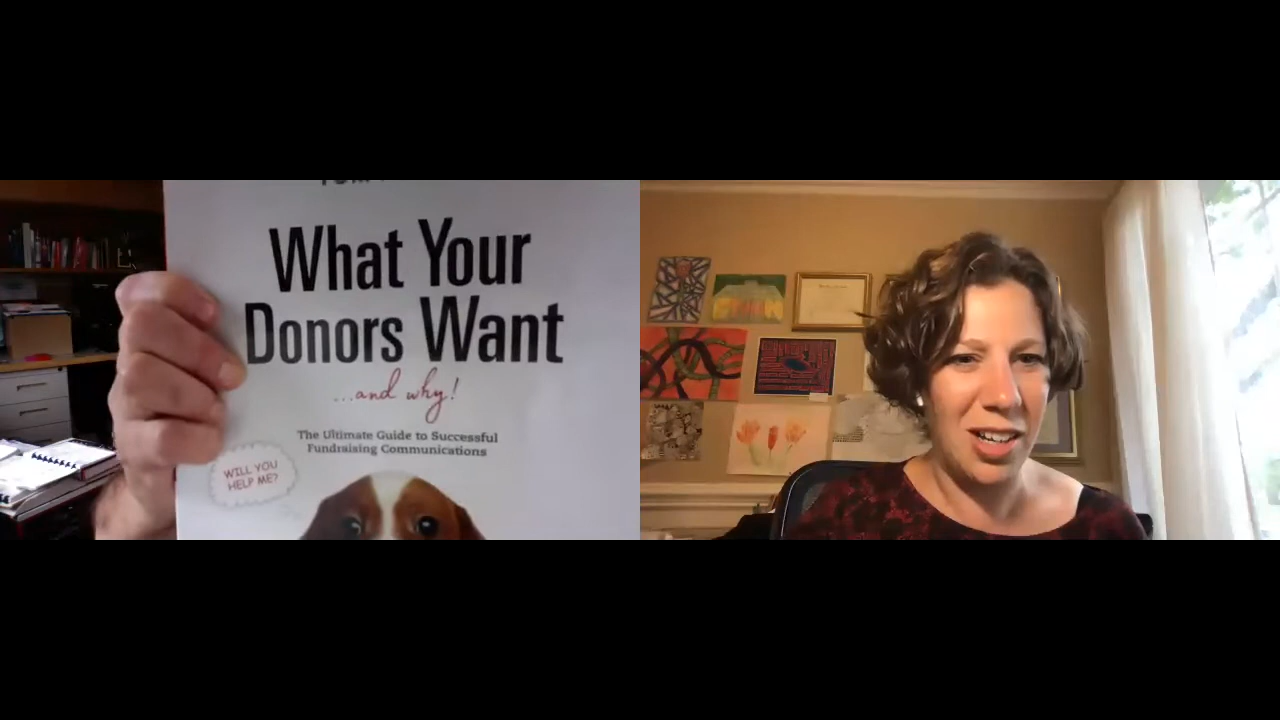 What Your
Donors Want
...and why!
The Ultimate Guide to Successful
Fundraising Communications
WILL YOU
HELP ME?